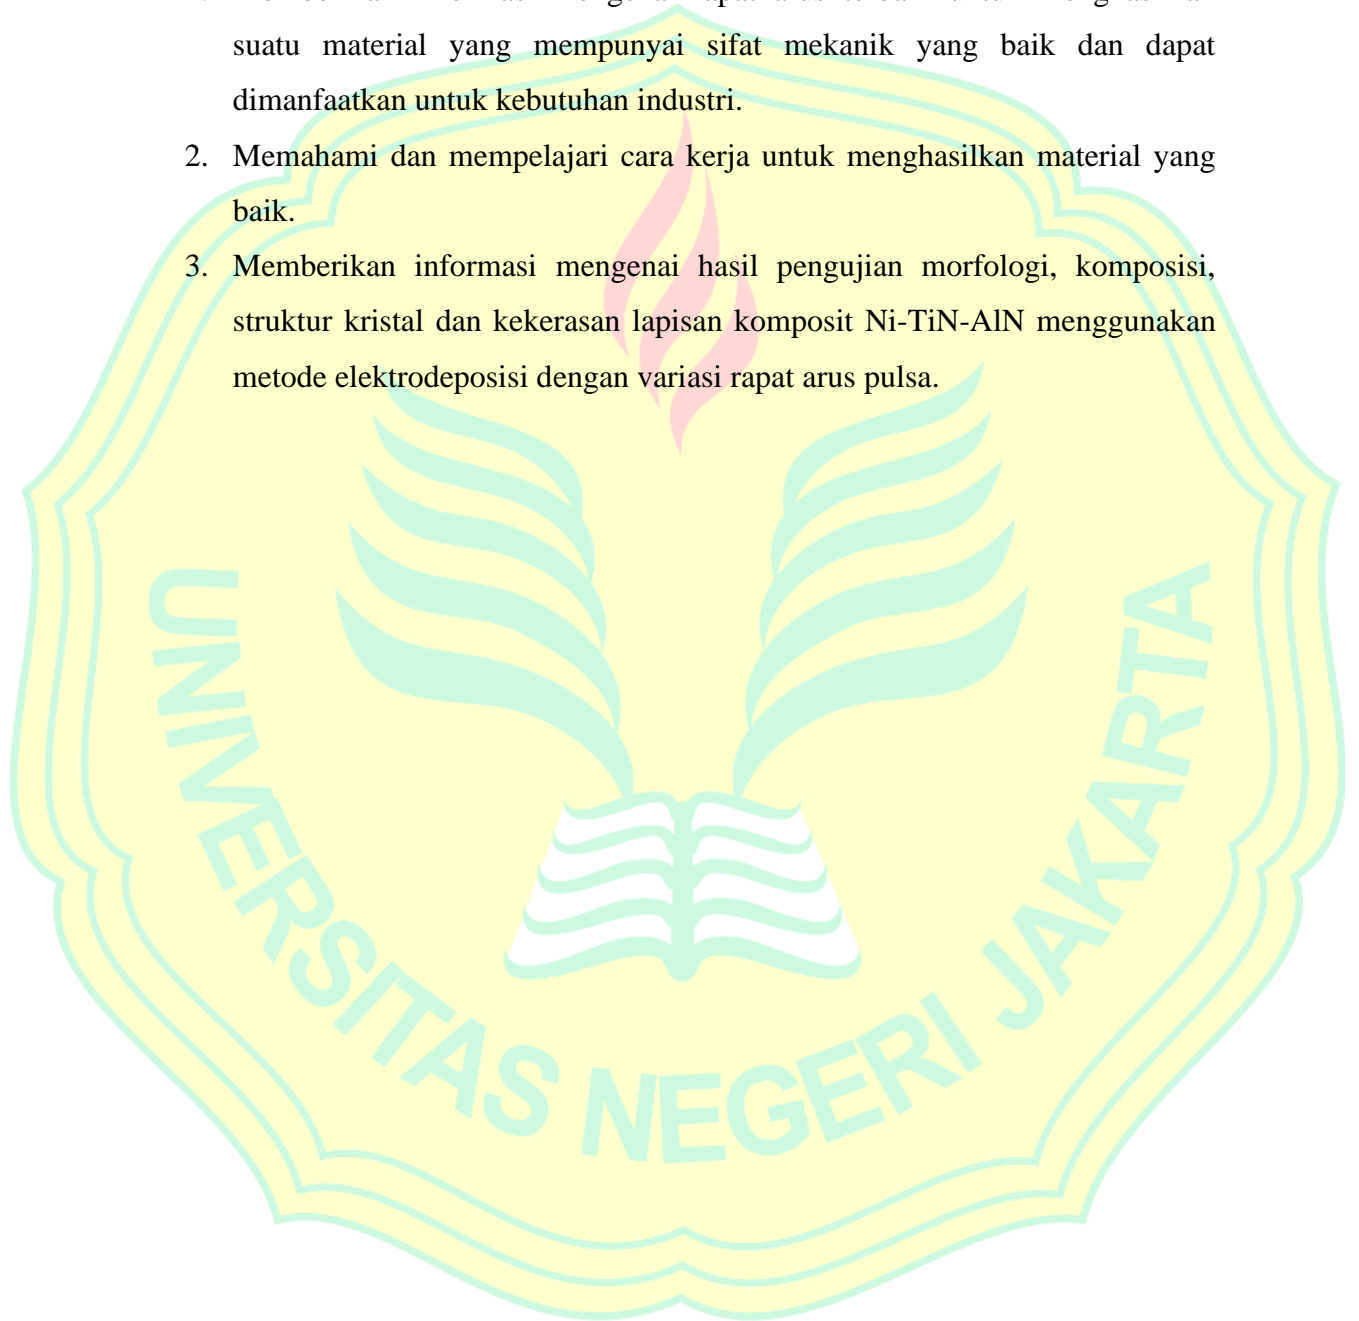 suatu material yang mempunyai sifat mekanik yang baik dan dapat
dimanfaatkan untuk kebutuhan industri.
2. Memahami dan mempelajari cara kerja untuk menghasilkan material yang
baik.
3. Memberikan informasi mengenai hasil pengujian morfologi, komposisi,
struktur kristal dan kekerasan lapisan komposit Ni-TiN-AlN menggunakan
metode elektrodeposisi dengan variasi rapat arus pulsa.
UNIVERSITAS NEGERI JAKARTA